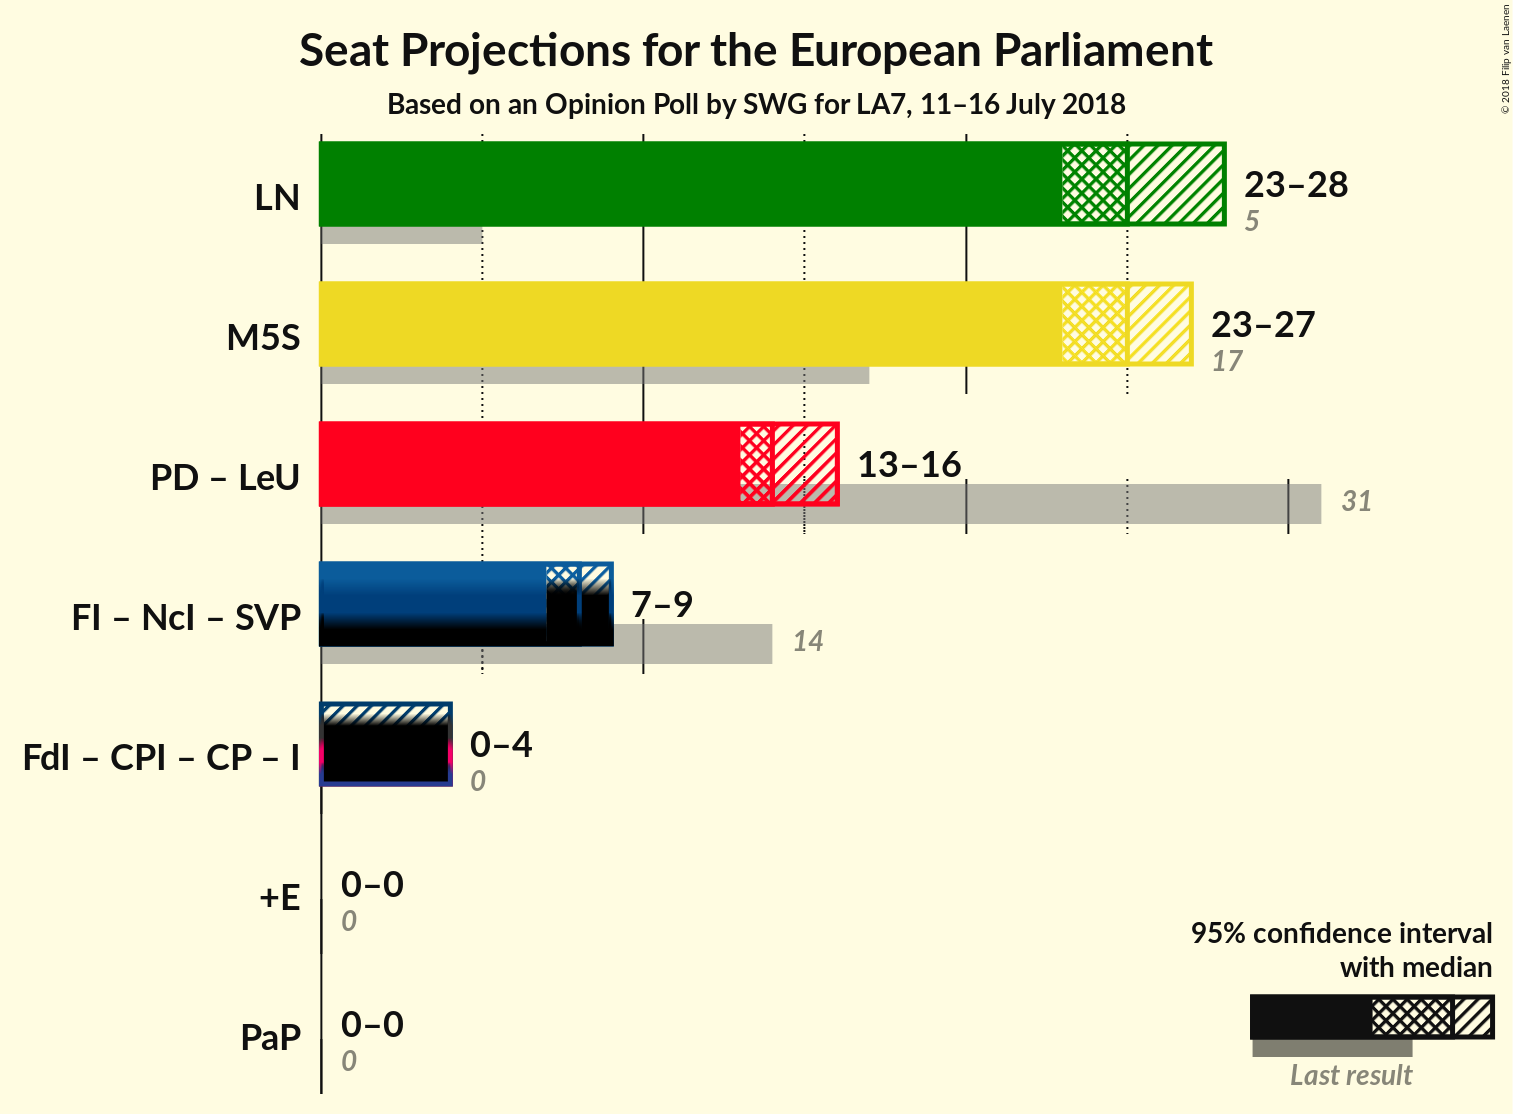 Seat Projections for the European Parliament
Based on an Opinion Poll by SWG for LA7, 11–16 July 2018
© 2018 Filip van Laenen
LN
23–28
5
M5S
23–27
17
PD – LeU
13–16
31
FI – NcI – SVP
7–9
14
FdI – CPI – CP – I
0–4
0
+E
0–0
0
PaP
0–0
0
95% confidence interval
with median
Last result